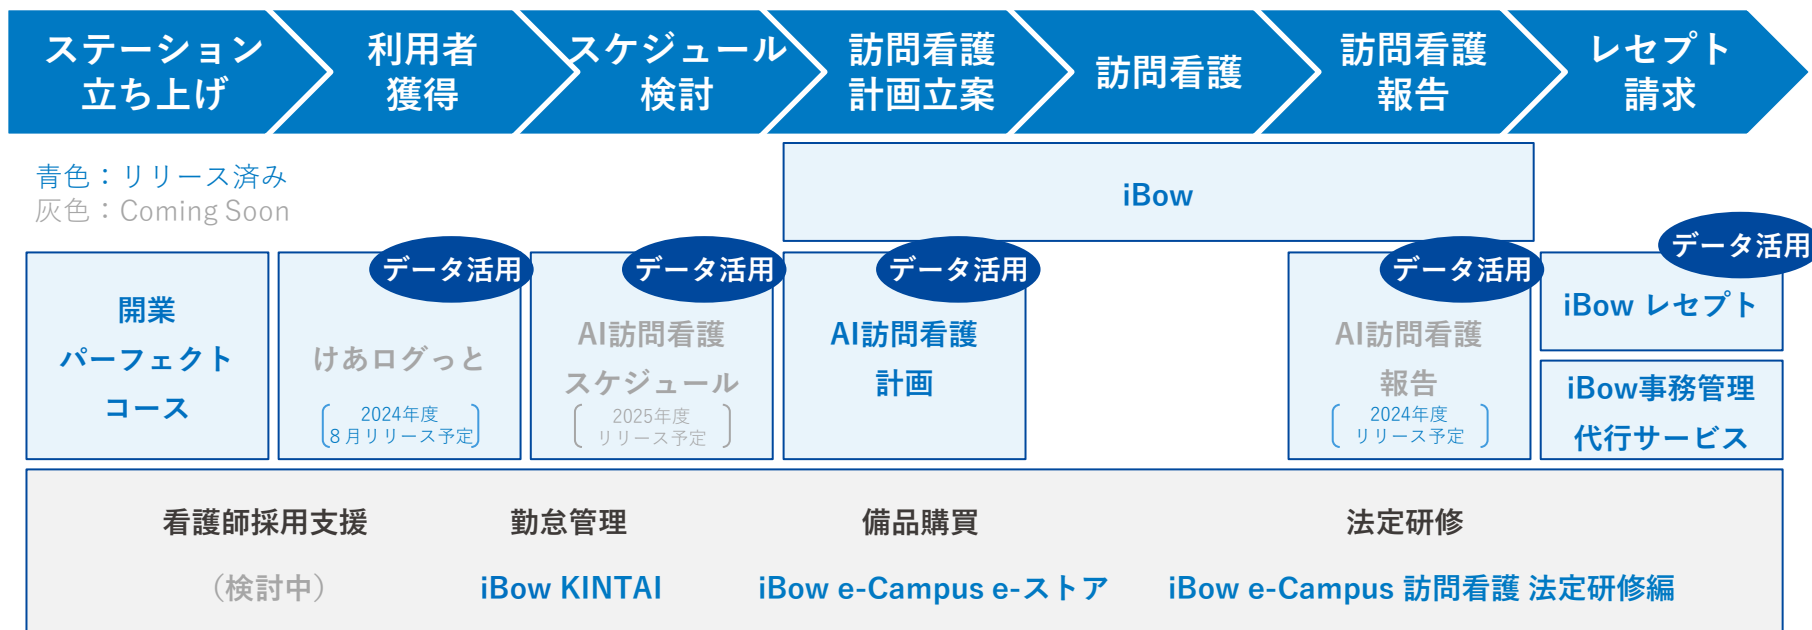 ステーション
立ち上げ
利用者
獲得
スケジュール
検討
訪問看護
計画立案
訪問看護
訪問看護
報告
レセプト
請求
青色：リリース済み
灰色：Coming Soon
iBow
開業
パーフェクト
コース
データ活用
けあログっと
2024年度
8月リリース予定
データ活用
AI訪問看護
スケジュール
2025年度
リリース予定
データ活用
AI訪問看護
計画
データ活用
AI訪問看護
報告
2024年度
リリース予定
データ活用
iBow レセプト
iBow事務管理
代行サービス
看護師採用支援
（検討中）
勤怠管理
iBow KINTAI
備品購買
iBow e-Campus e-ストア
法定研修
iBow e-Campus 訪問看護 法定研修編